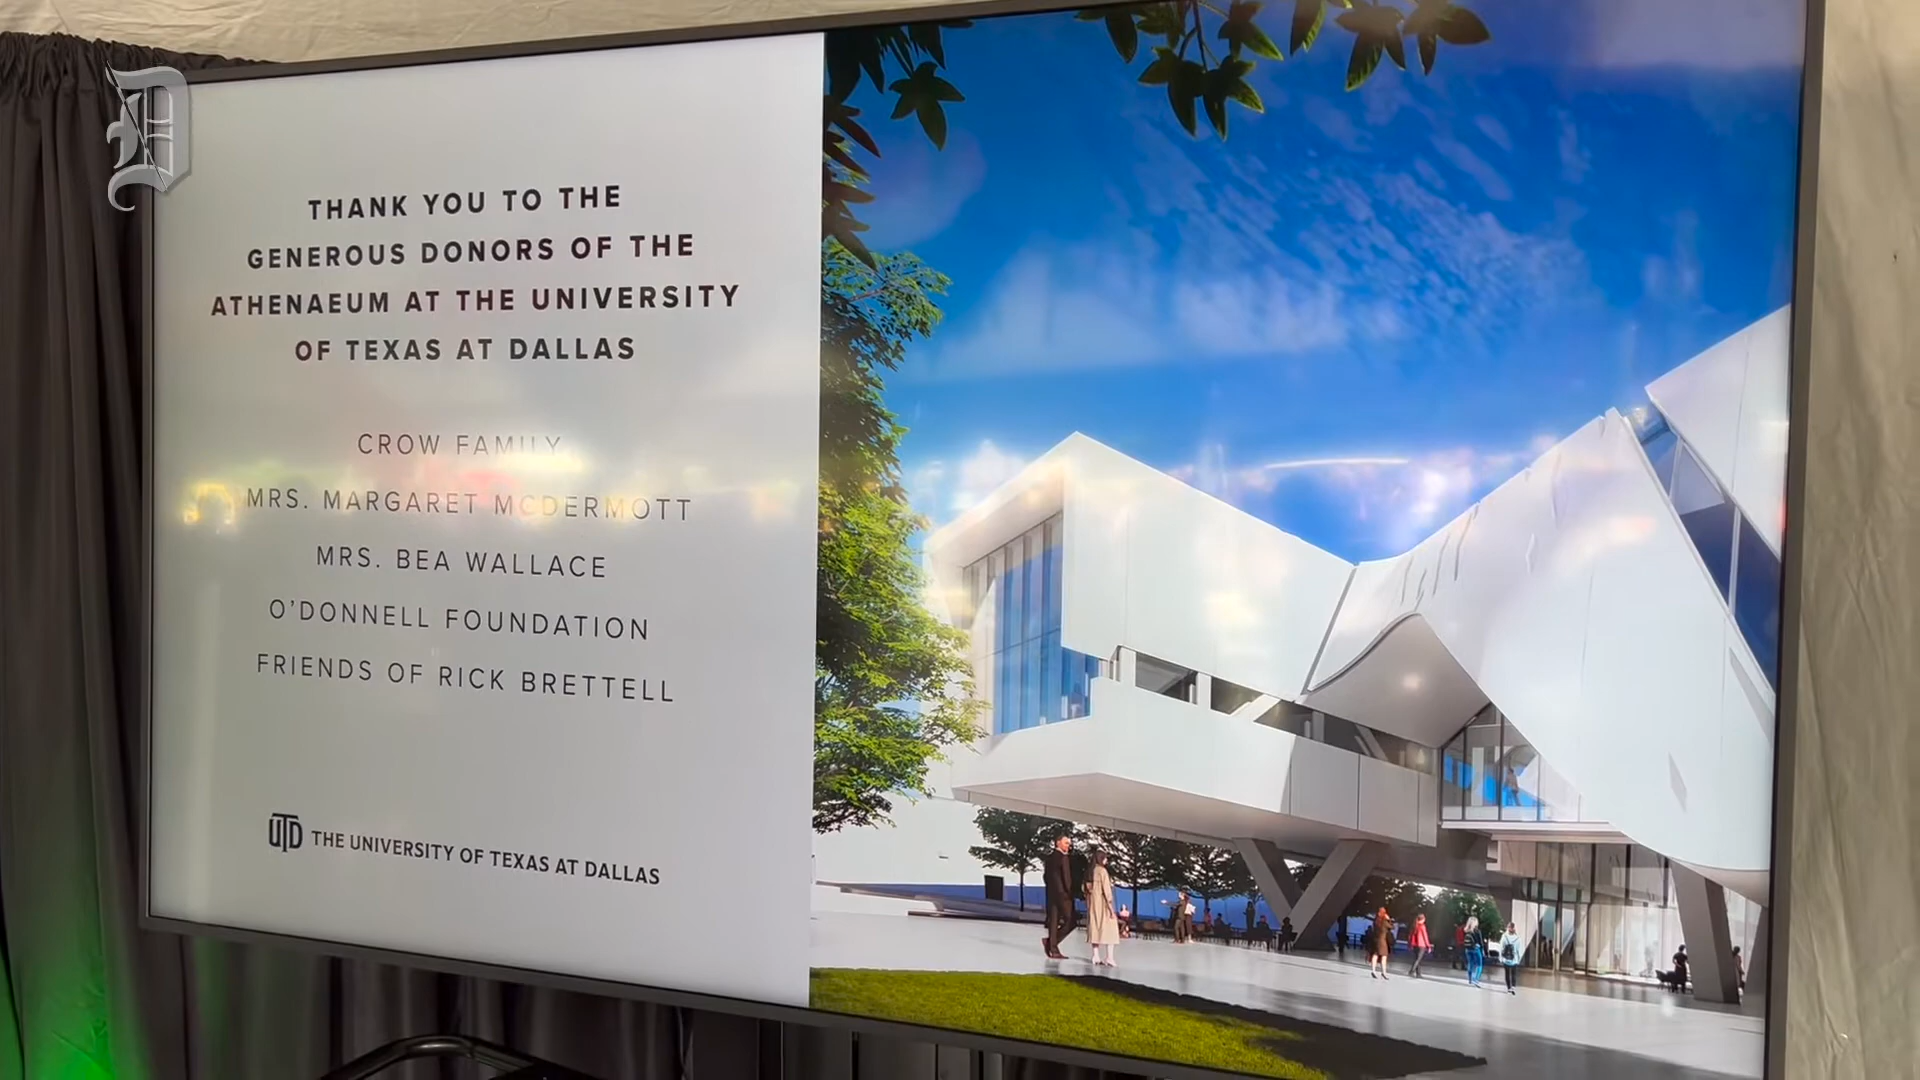 D
THANK YOU TO THE
GENEROUS DONORS OF THE
ATHENAEUM AT THE UNIVERSITY
OF TEXAS AT DALLAS
CROW FAMILY
MRS. MARGARET MCDERMOTT
MRS. BEA WALLACE
O'DONNELL FOUNDATION
FRIENDS OF RICK BRETTELL
UTD THE UNIVERSITY OF TEXAS AT DALLAS